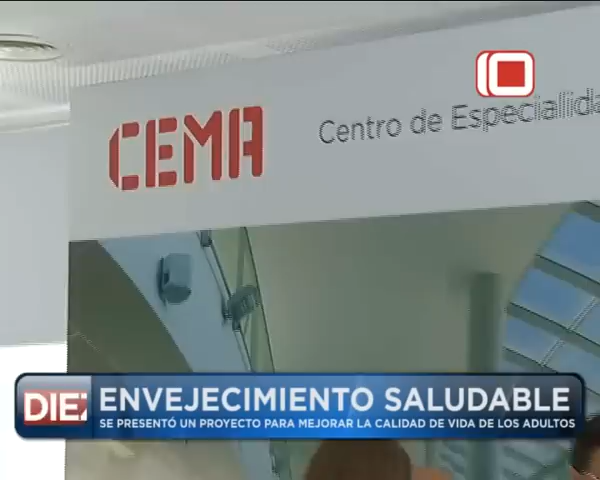 CEMA
Centro de Especialida
DIEZ
ENVEJECIMIENTO SALUDABLE
SE PRESENTÓ UN PROYECTO PARA MEJORAR LA CALIDAD DE VIDA DE LOS ADULTOS